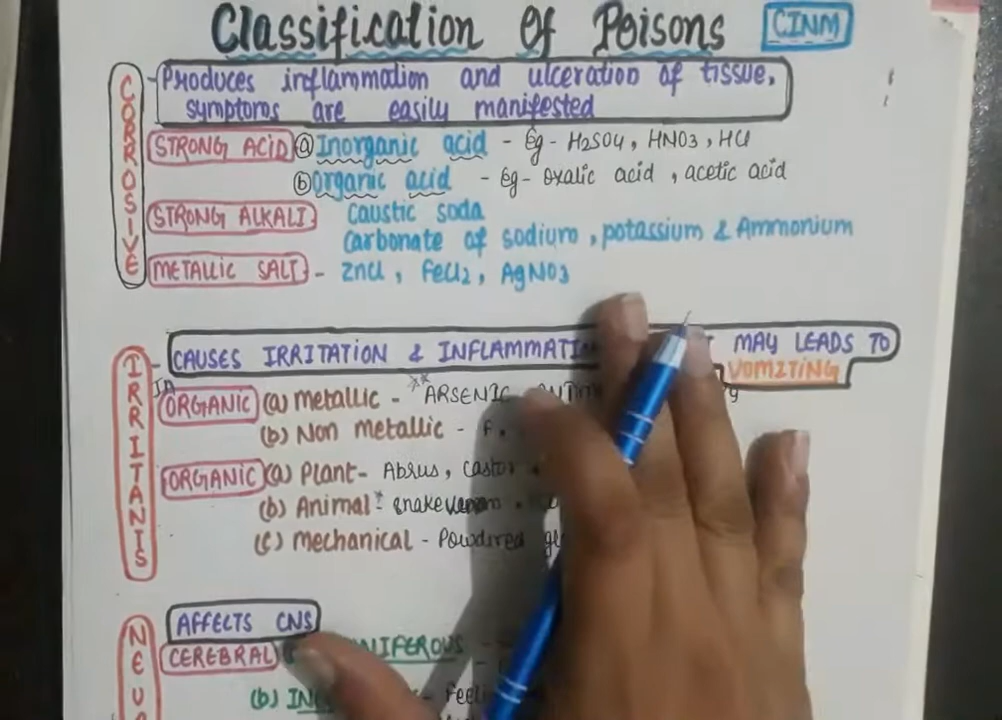 Classification Of Poisons CINM
CORROSIVE
- Produces inflammation and ulceration of tissue,
symptoms are easily manifested
STRONG ACID (a) Inorganic acid - Eg - H2SO4, HNO3, HCl
(b) Organic acid - Eg - Oxalic acid, acetic acid
STRONG ALKALI Caustic soda
Carbonate of sodium, potassium & Ammonium
METALLIC SALT - ZnCl, FeCl2, AgNO3
IRRITANTS
- CAUSES IRRITATION & MAY LEADS TO
VOMITING
INORGANIC (a) Metallic - **ARSENIC
(b) Non Metallic -
ORGANIC (a) Plant - Abrus,
(b) Animal * snake venom
(c) Mechanical - Powdered
AFFECTS CNS
CEREBRAL
(b)